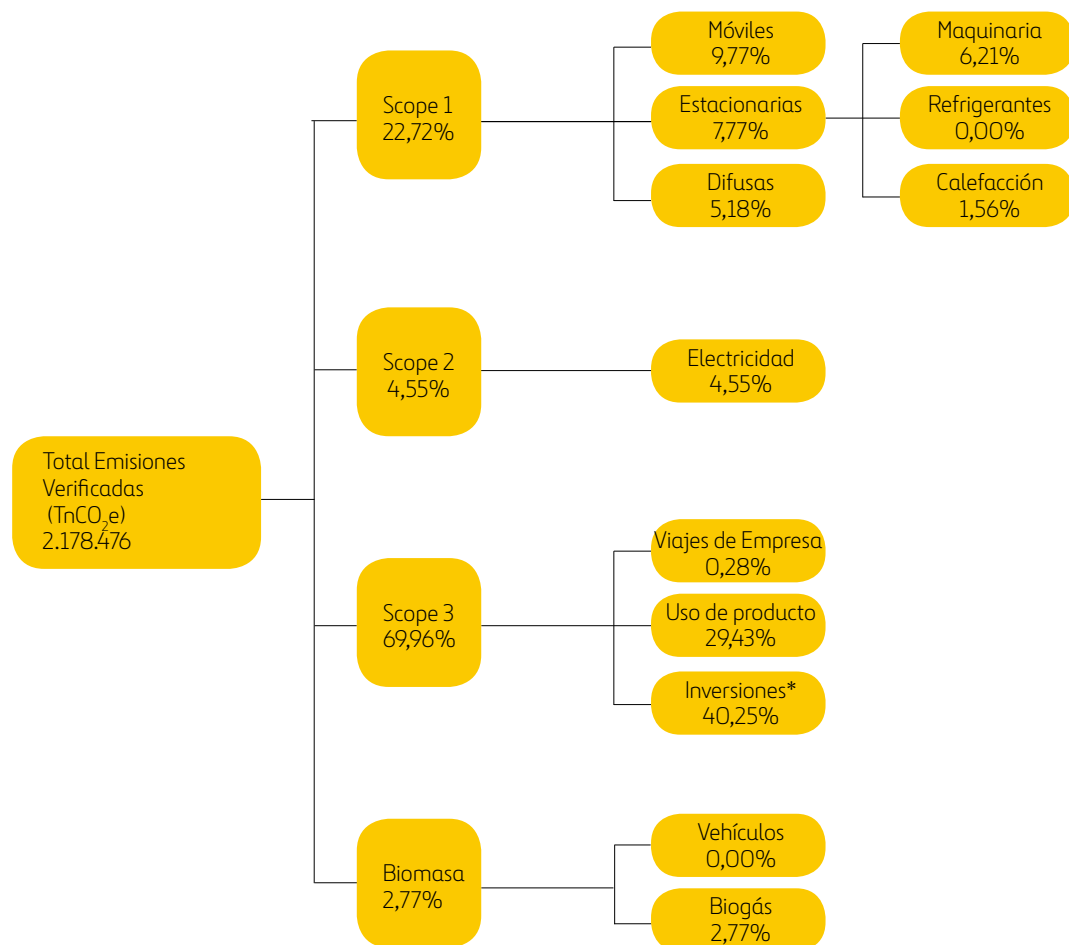 Total Emisiones
Verificadas
(TnCO₂e)
2.178.476
Scope 1
22,72%
Móviles
9,77%
Estacionarias
7,77%
Difusas
5,18%
Maquinaria
6,21%
Refrigerantes
0,00%
Calefacción
1,56%
Scope 2
4,55%
Electricidad
4,55%
Scope 3
69,96%
Viajes de Empresa
0,28%
Uso de producto
29,43%
Inversiones*
40,25%
Biomasa
2,77%
Vehículos
0,00%
Biogás
2,77%